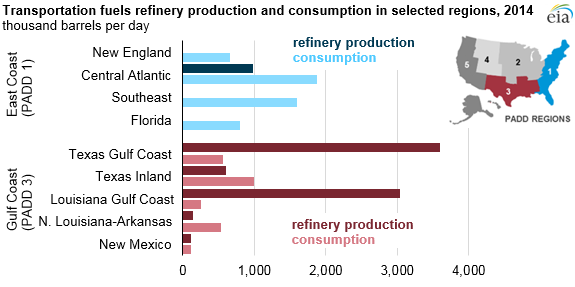 Transportation fuels refinery production and consumption in selected regions, 2014
thousand barrels per day
eia
East Coast
(PADD 1)
New England
Central Atlantic
Southeast
Florida
refinery production
consumption
5
4
2
1
3
PADD REGIONS
Gulf Coast
(PADD 3)
Texas Gulf Coast
Texas Inland
Louisiana Gulf Coast
N. Louisiana-Arkansas
New Mexico
refinery production
consumption
0 1,000 2,000 3,000 4,000